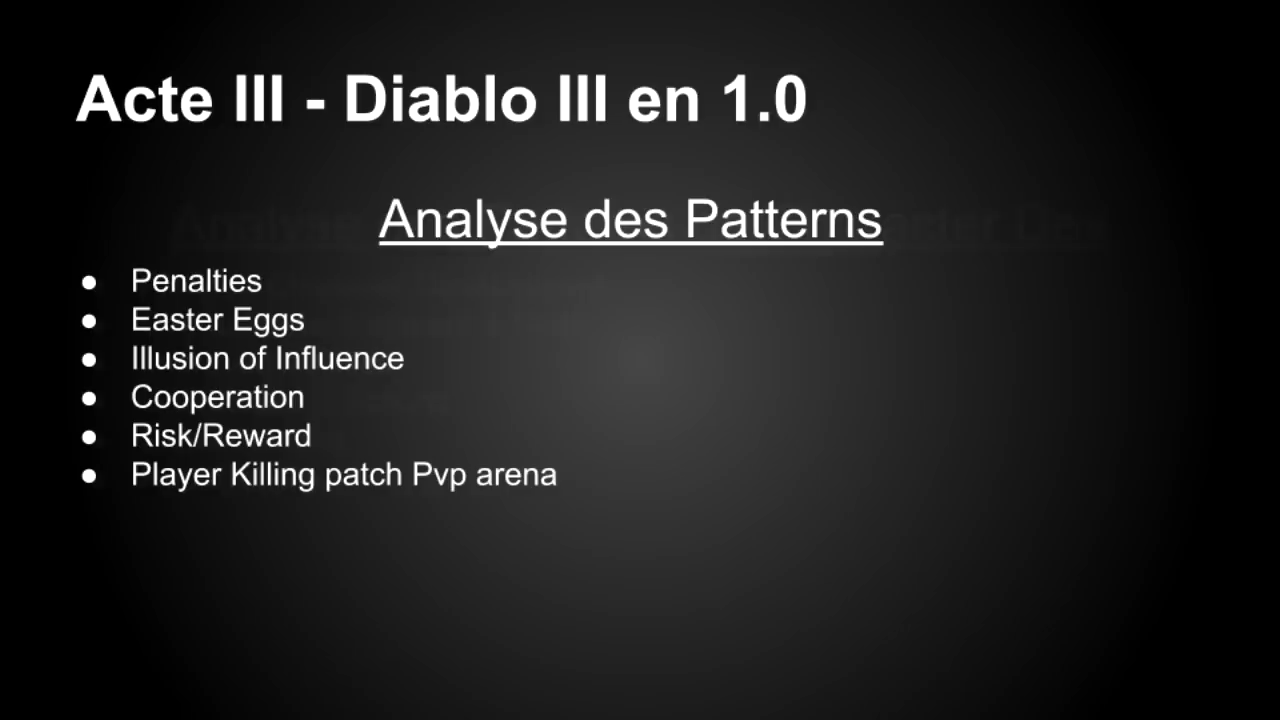 Acte III - Diablo III en 1.0
Analyse des Patterns
● Penalties
● Easter Eggs
● Illusion of Influence
● Cooperation
● Risk/Reward
● Player Killing patch Pvp arena